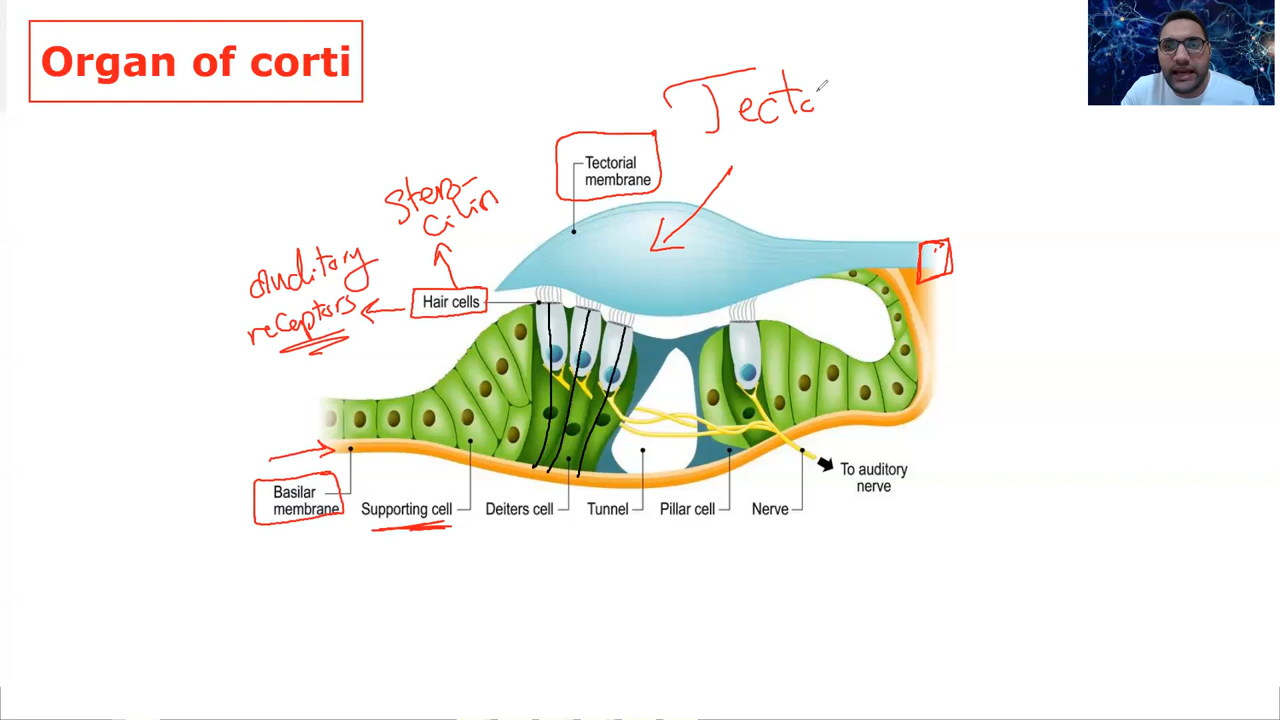 Organ of corti
Tecto
Tectorial
membrane
Stereo-
Cilin
auditory
receptors
Hair cells
To auditory
nerve
Basilar
membrane
Supporting cell
Deiters cell
Tunnel
Pillar cell
Nerve